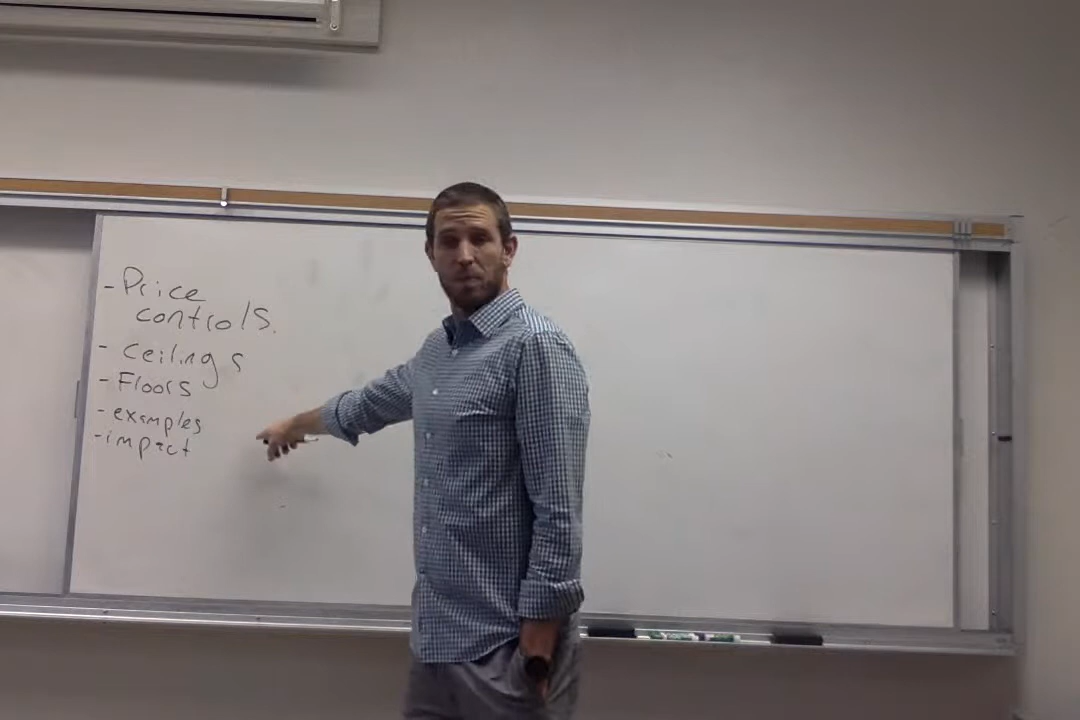 - Price
controls.
- ceilings
- Floors
- examples
- impact